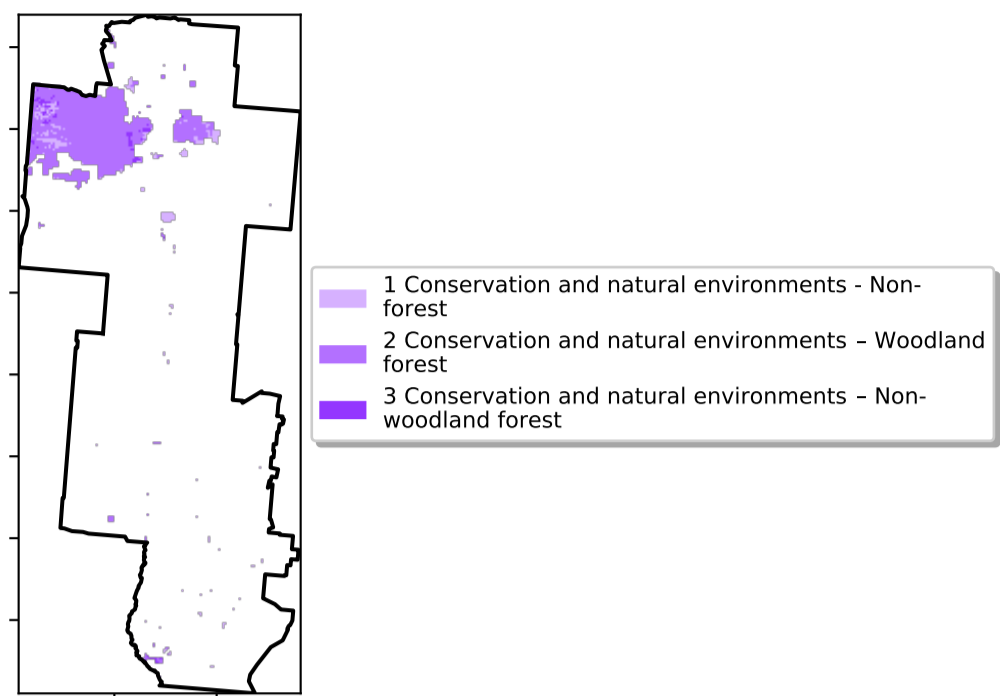 1 Conservation and natural environments - Non-
forest
2 Conservation and natural environments – Woodland
forest
3 Conservation and natural environments – Non-
woodland forest